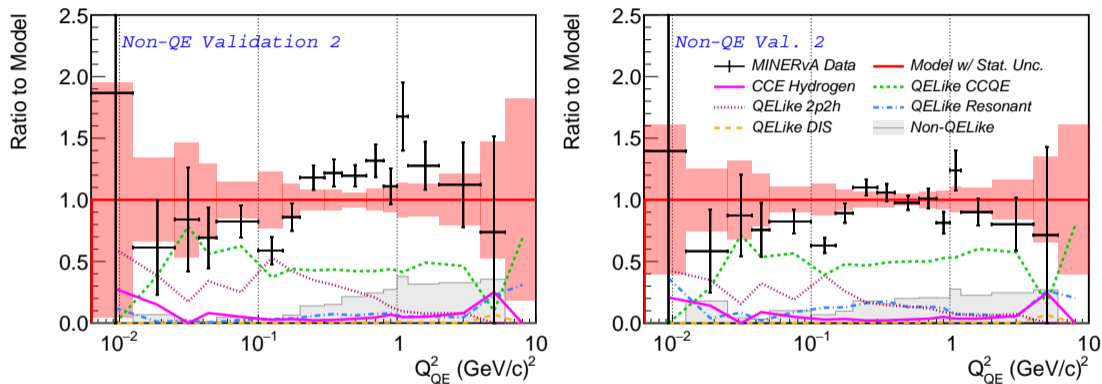 Ratio to Model
2.5
2.0
1.5
1.0
0.5
0.0
Non-QE Validation 2
10⁻²
10⁻¹
1
10
Q²QE (GeV/c)²
Ratio to Model
2.5
2.0
1.5
1.0
0.5
0.0
Non-QE Val. 2
MINERvA Data
Model w/ Stat. Unc.
CCE Hydrogen
QELike CCQE
QELike 2p2h
QELike Resonant
QELike DIS
Non-QELike
10⁻²
10⁻¹
1
10
Q²QE (GeV/c)²